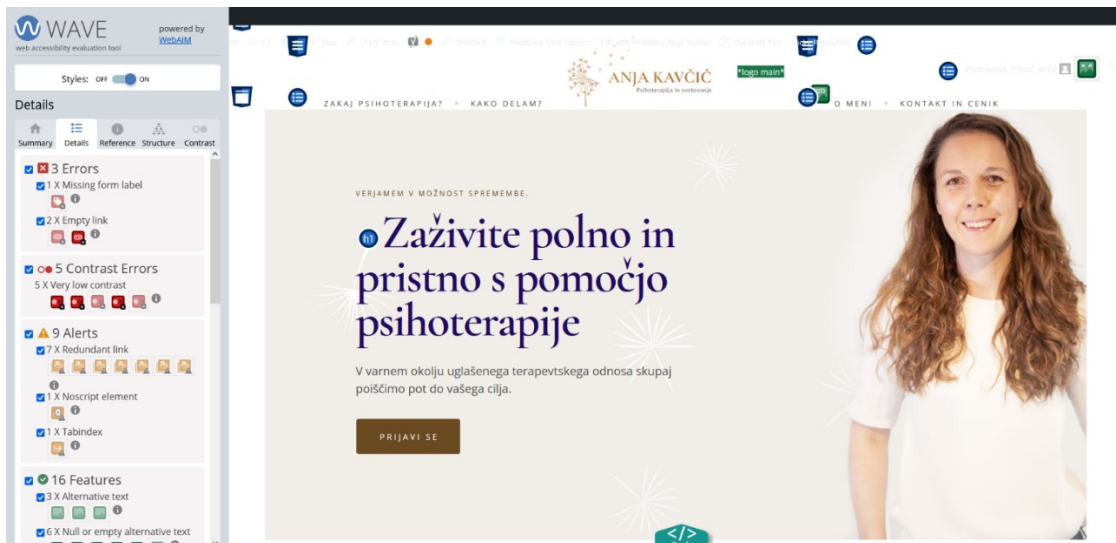 WAVE
powered by
WebAIM
web accessibility evaluation tool
Styles: OFF ON
Details
Summary Details Reference Structure Contrast
3 Errors
1 X Missing form label
2 X Empty link
5 Contrast Errors
5 X Very low contrast
9 Alerts
7 X Redundant link
1 X Noscript element
1 X Tabindex
16 Features
3 X Alternative text
6 X Null or empty alternative text
ANJA KAVČIČ
Psihoterapija in svetovanje
*logo main*
ZAKAJ PSIHOTERAPIJA? KAKO DELAM? O MENI KONTAKT IN CENIK
VERJAMEM V MOŽNOST SPREMEMBE.
h1
Zaživite polno in
pristno s pomočjo
psihoterapije
V varnem okolju uglašenega terapevtskega odnosa skupaj
poiščimo pot do vašega cilja.
PRIJAVI SE
</>